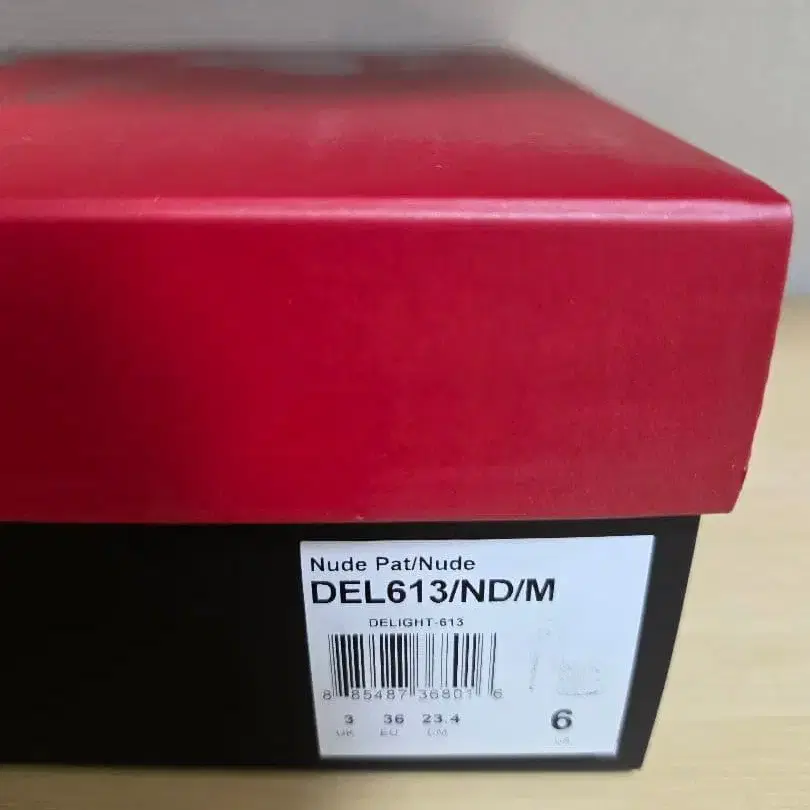 Nude Pat/Nude
DEL613/ND/M
DELIGHT-613
8 85487 36801 6
3 36 23.4 6
UK EU CM US